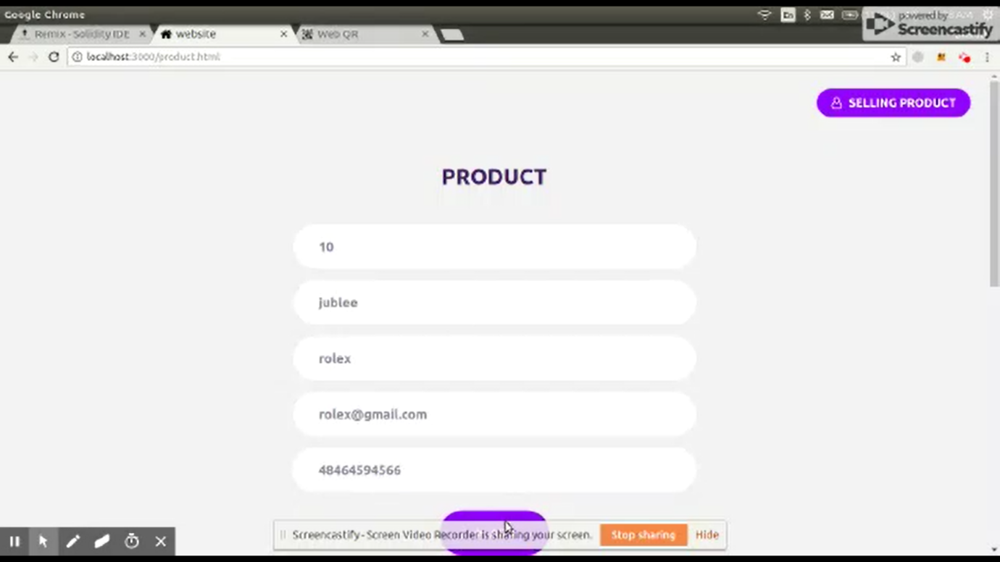 Google Chrome
En
powered by
Screencastify
Remix - Solidity IDE
website
Web QR
localhost:3000/product.html
SELLING PRODUCT
PRODUCT
10
jublee
rolex
rolex@gmail.com
48464594566
Screencastify - Screen Video Recorder is sharing your screen.
Stop sharing
Hide